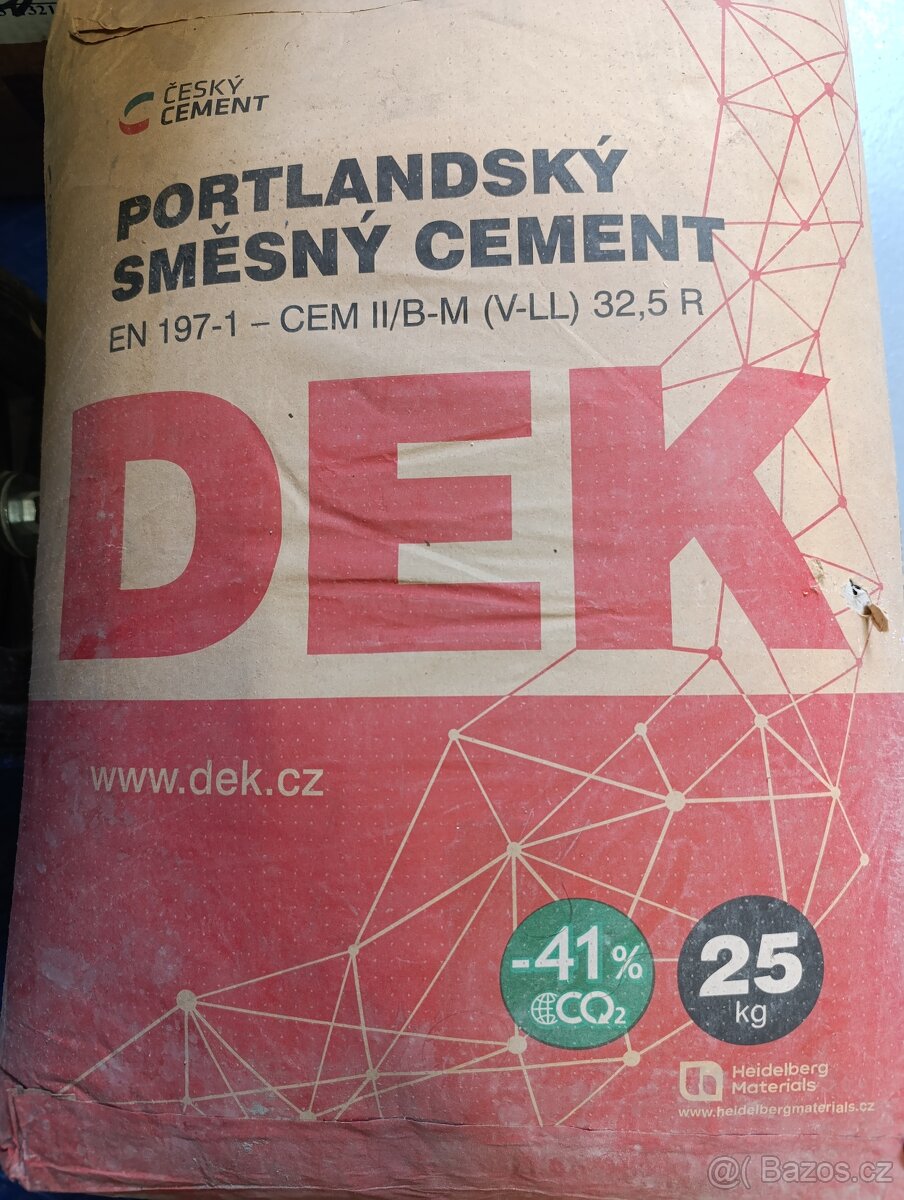 ČESKÝ
CEMENT
PORTLANDSKÝ
SMĚSNÝ CEMENT
EN 197-1 – CEM II/B-M (V-LL) 32,5 R
DEK
www.dek.cz
-41%
CO2
25
kg
Heidelberg
Materials
www.heidelbergmaterials.cz
@( Bazos.cz